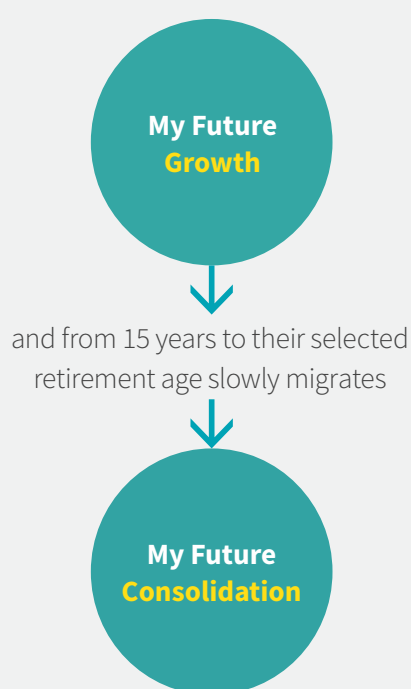 My Future
Growth
and from 15 years to their selected
retirement age slowly migrates
My Future
Consolidation